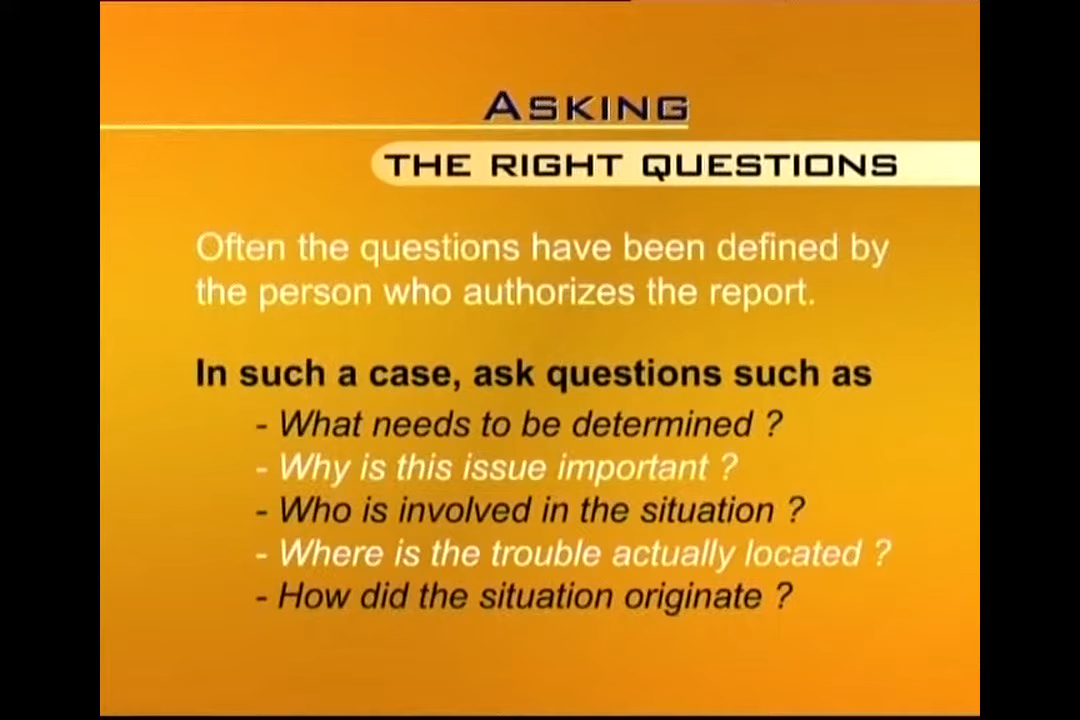 ASKING
THE RIGHT QUESTIONS
Often the questions have been defined by
the person who authorizes the report.
In such a case, ask questions such as
- What needs to be determined ?
- Why is this issue important ?
- Who is involved in the situation ?
- Where is the trouble actually located ?
- How did the situation originate ?